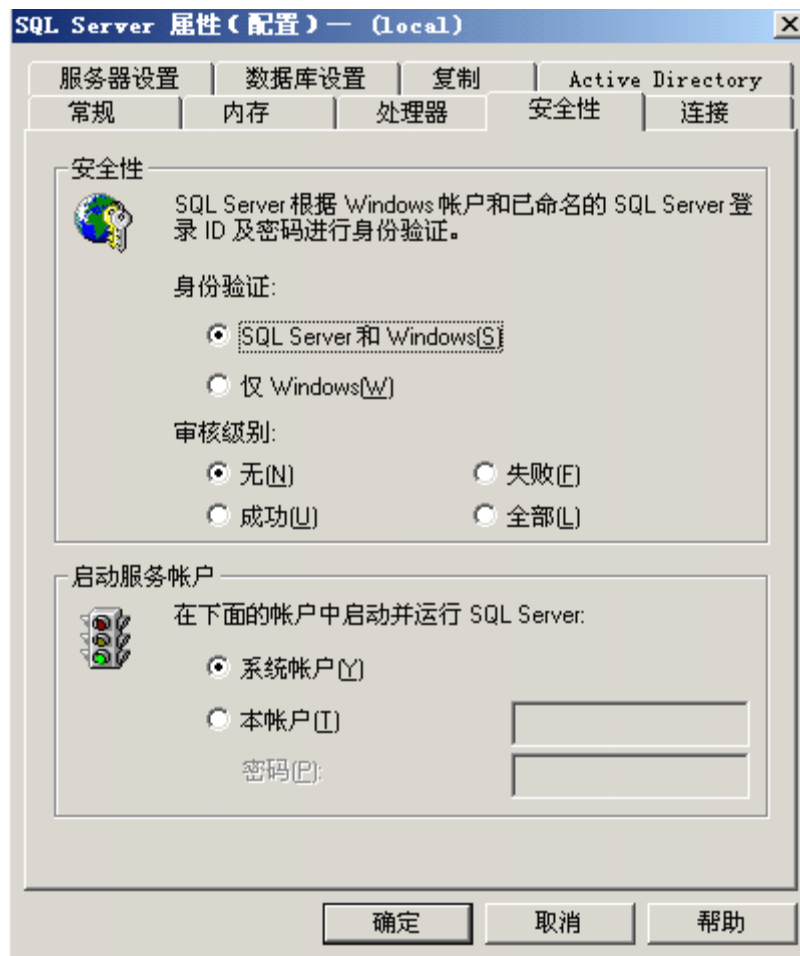 SQL Server 属性(配置) — (local)
服务器设置 数据库设置 复制 Active Directory
常规 内存 处理器 安全性 连接
安全性
SQL Server 根据 Windows 帐户和已命名的 SQL Server 登
录 ID 及密码进行身份验证。
身份验证:
SQL Server 和 Windows(S)
仅 Windows(W)
审核级别:
无(N) 失败(F)
成功(U) 全部(L)
启动服务帐户
在下面的帐户中启动并运行 SQL Server:
系统帐户(Y)
本帐户(T)
密码(P):
确定 取消 帮助